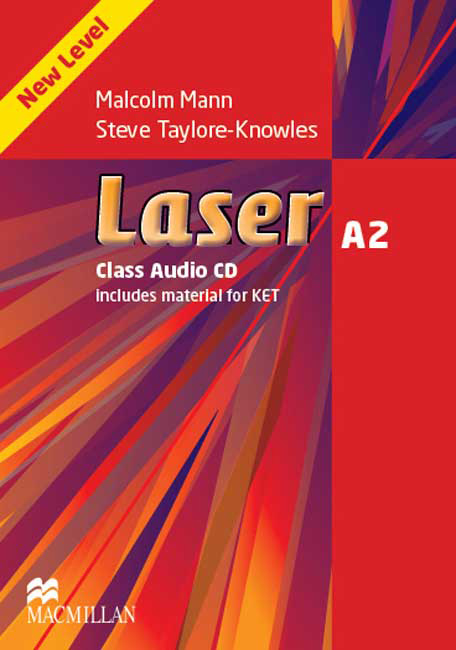 New Level
Malcolm Mann
Steve Taylore-Knowles
Laser A2
Class Audio CD
includes material for KET
MACMILLAN